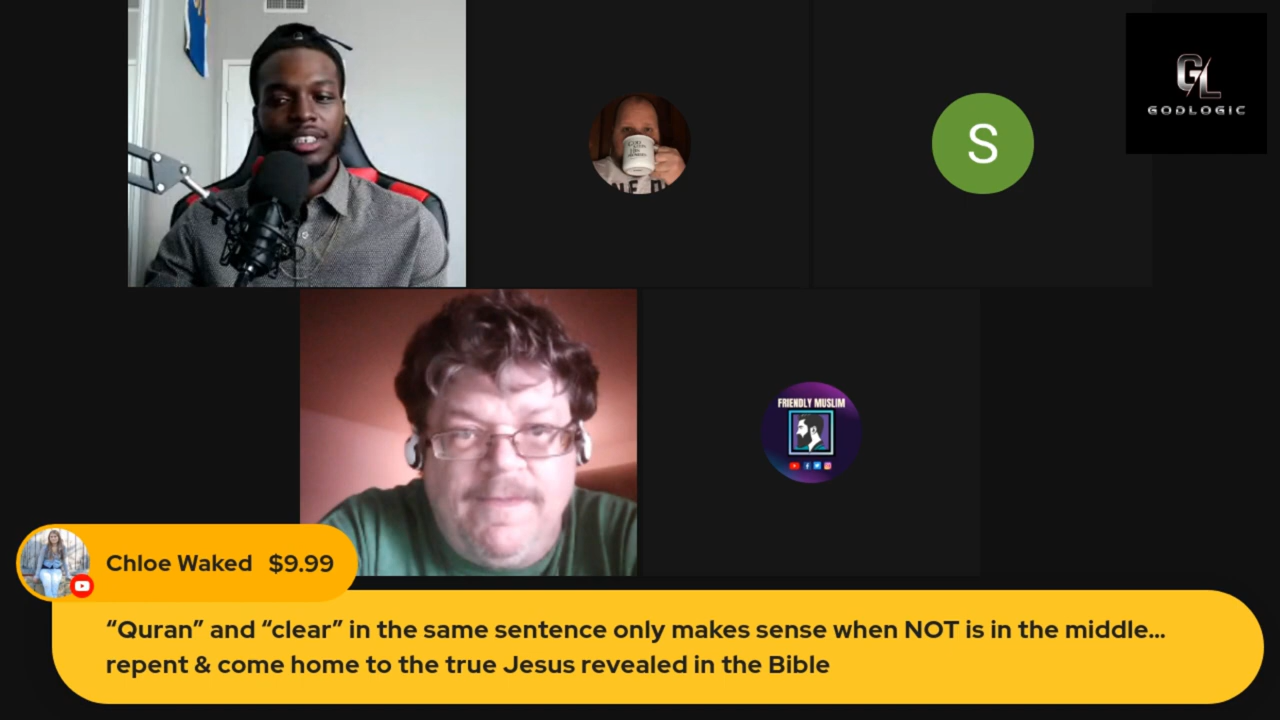 GL
GODLOGIC
S
FRIENDLY MUSLIM
Chloe Waked $9.99
“Quran” and “clear” in the same sentence only makes sense when NOT is in the middle...
repent & come home to the true Jesus revealed in the Bible